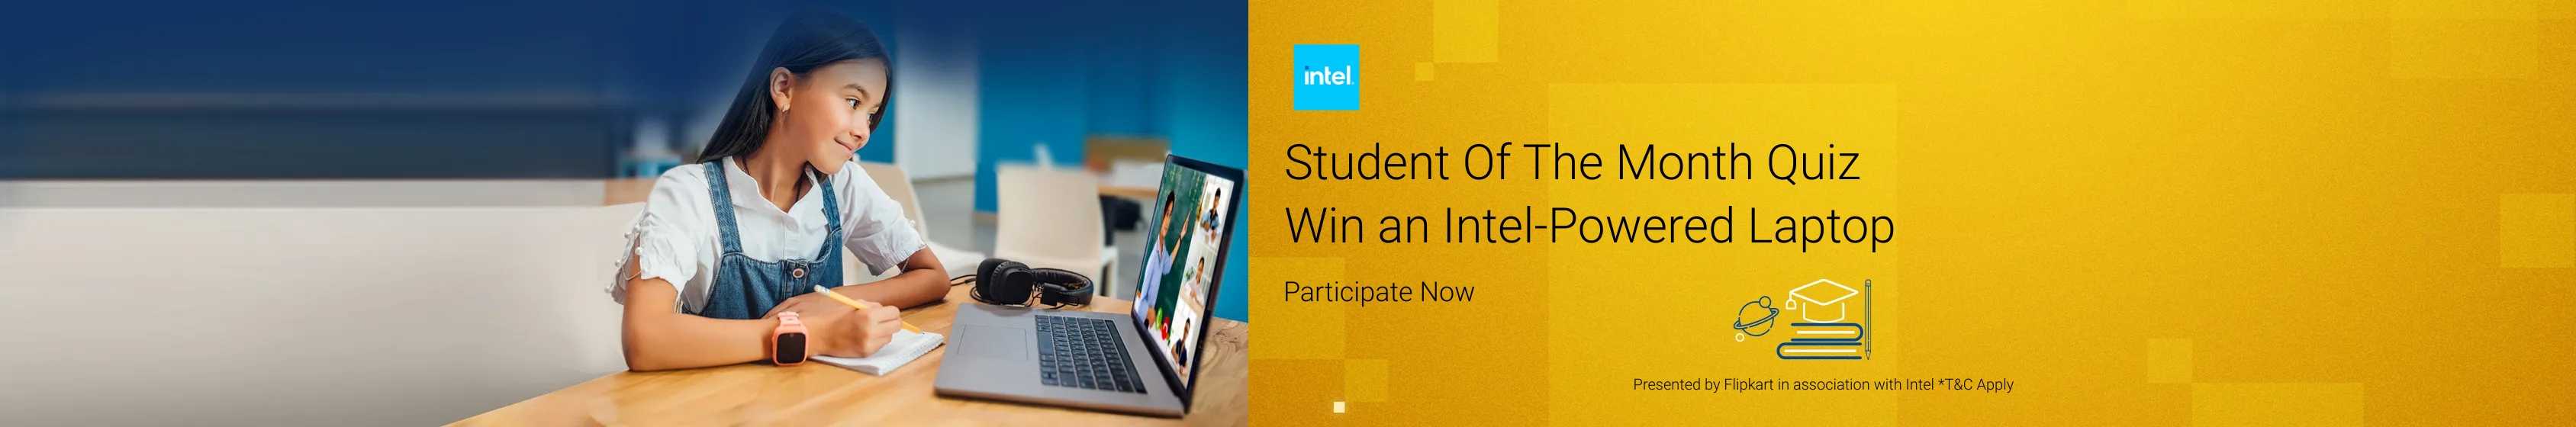 intel.
Student Of The Month Quiz
Win an Intel-Powered Laptop
Participate Now
Presented by Flipkart in association with Intel *T&C Apply